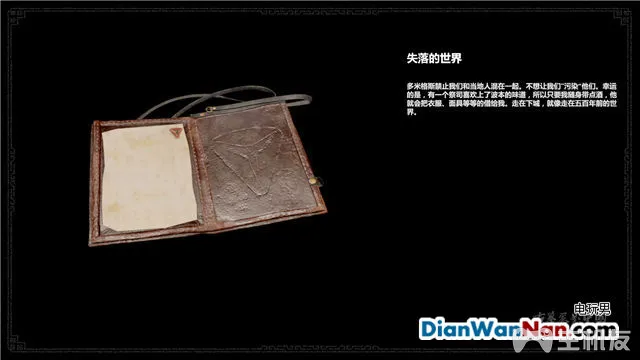 失落的世界
多米格斯禁止我们和当地人混在一起。不想让我们"污染"他们。幸运
的是，有一个祭司喜欢上了波本的味道，所以只要我随身带点酒，他
就会把衣服、面具等等的借给我。走在下城，就像走在五百年前的世
界。
电玩男
DianWanNan.com